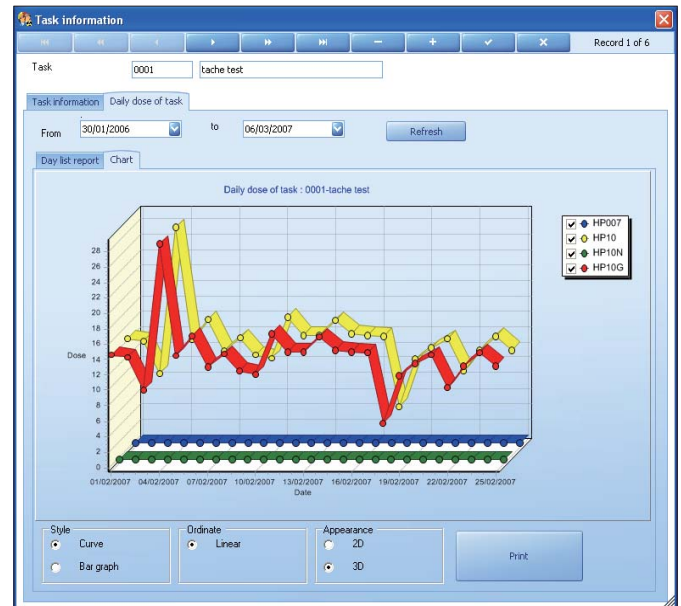 Task information
Record 1 of 6
Task 0001 tache test
Task information Daily dose of task
From 30/01/2006 to 06/03/2007 Refresh
Day list report Chart
Daily dose of task : 0001-tache test
HP007
HP10
HP10N
HP10G
28
26
24
22
20
18
16
14
12
10
8
6
4
2
0
Dose
01/02/2007 04/02/2007 07/02/2007 10/02/2007 13/02/2007 16/02/2007 19/02/2007 22/02/2007 25/02/2007
Date
Style Ordinate Appearance
Curve Linear 2D
Bar graph 3D
Print